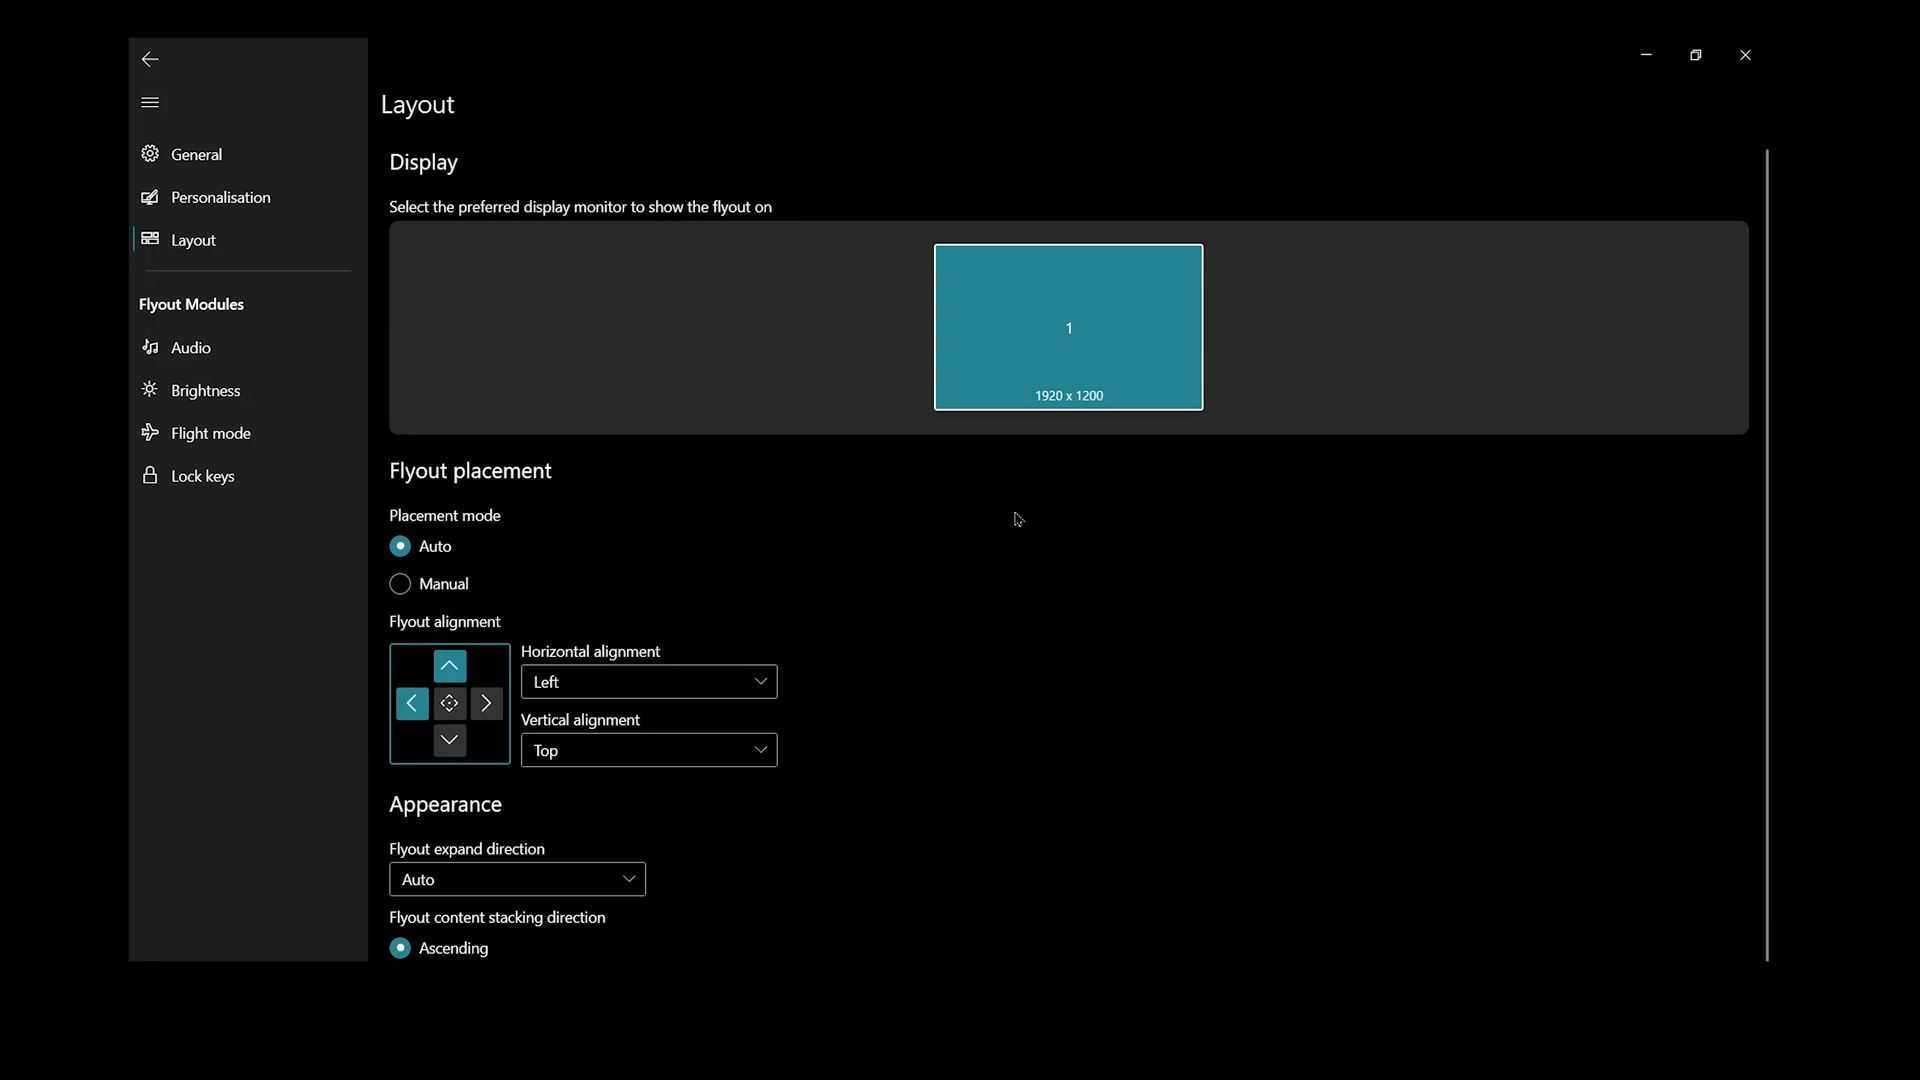 Layout
General
Personalisation
Layout
Flyout Modules
Audio
Brightness
Flight mode
Lock keys
Display
Select the preferred display monitor to show the flyout on
1
1920 x 1200
Flyout placement
Placement mode
Auto
Manual
Flyout alignment
Horizontal alignment
Left
Vertical alignment
Top
Appearance
Flyout expand direction
Auto
Flyout content stacking direction
Ascending